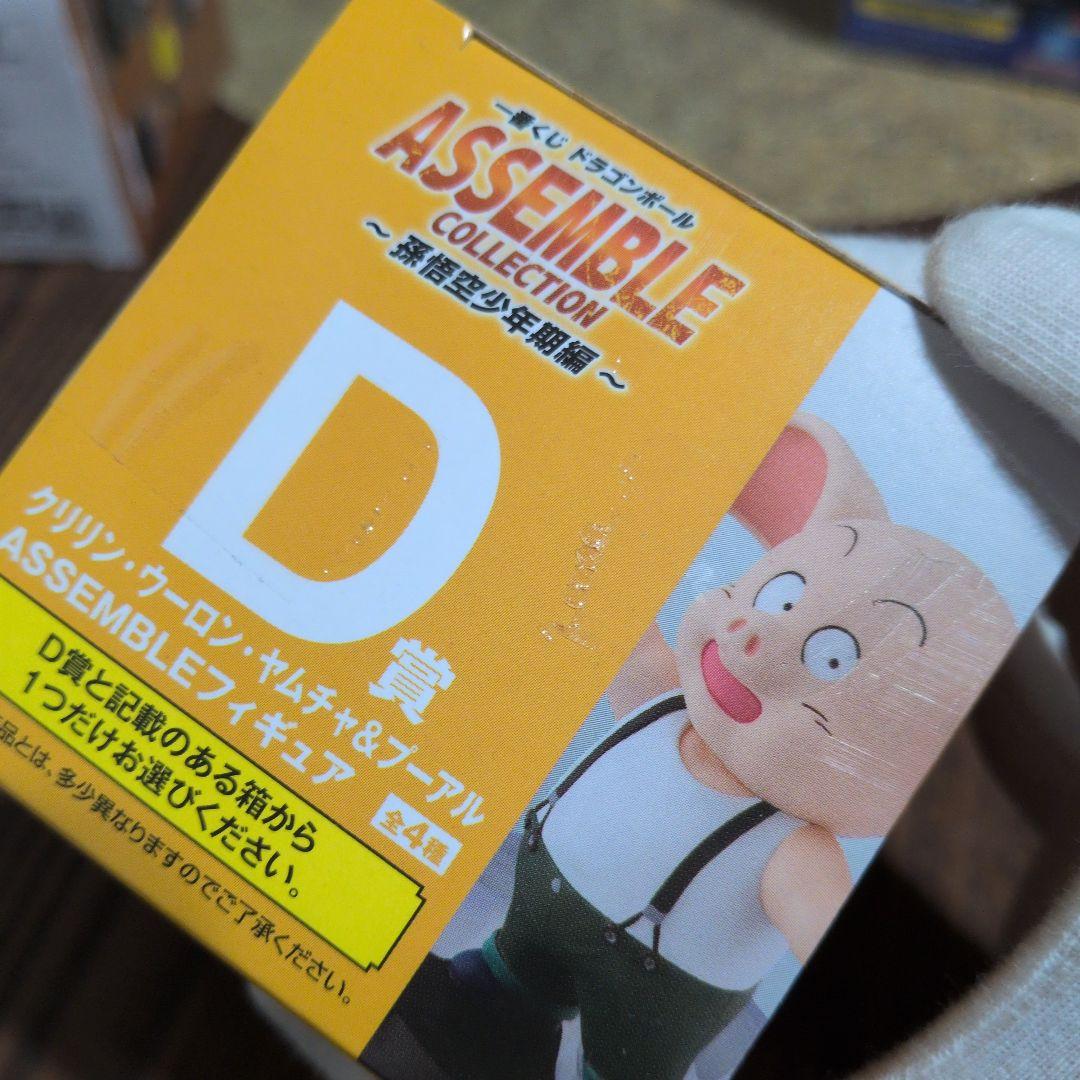 一番くじ ドラゴンボール
ASSEMBLE
COLLECTION
～孫悟空少年期編～
D賞
クリリン・ウーロン・ヤムチャ&プーアル
ASSEMBLEフィギュア
全4種
D賞と記載のある箱から
1つだけお選びください。
品とは、多少異なりますのでご了承ください。